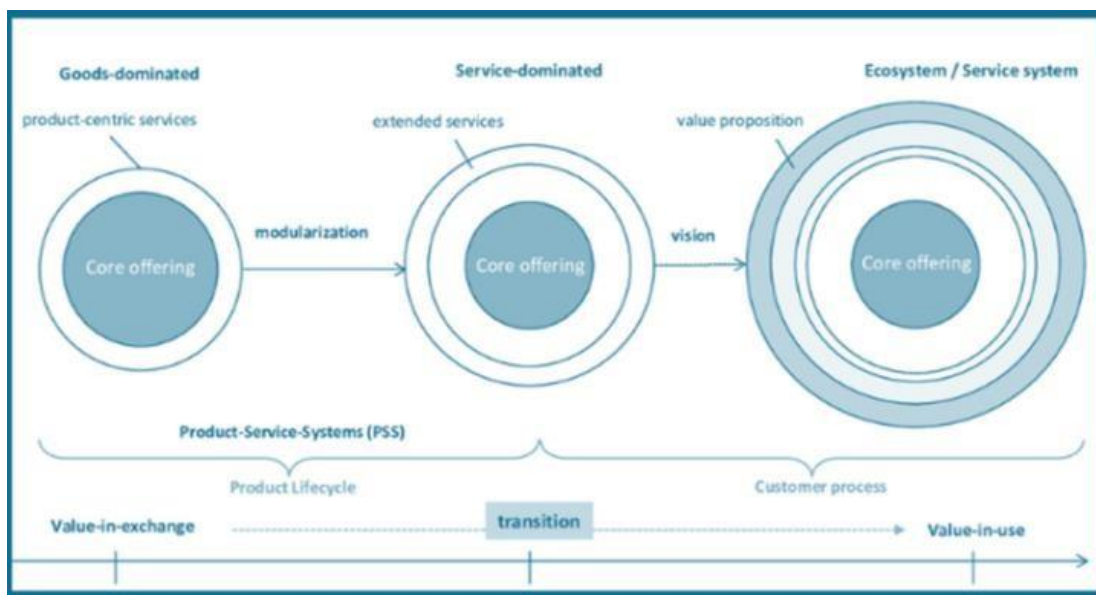 Goods-dominated
Service-dominated
Ecosystem / Service system
product-centric services
extended services
value proposition
modularization
vision
Core offering
Core offering
Core offering
Product-Service-Systems (PSS)
Product Lifecycle
Customer process
Value-in-exchange
transition
Value-in-use